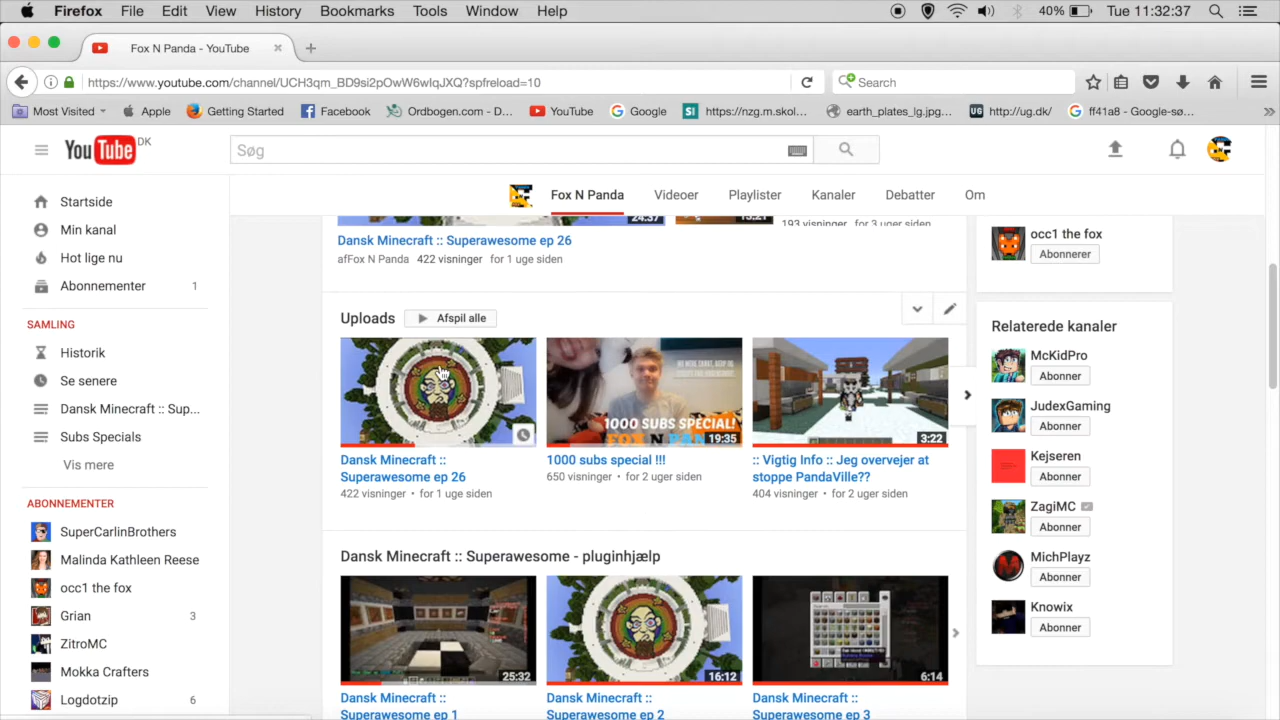 Firefox File Edit View History Bookmarks Tools Window Help 40% Tue 11:32:37
Fox N Panda - YouTube
https://www.youtube.com/channel/UCH3qm_BD9si2pOwW6wIqJXQ?spfreload=10 Search
Most Visited Apple Getting Started Facebook Ordbogen.com - D... YouTube Google https://nzg.m.skol... earth_plates_lg.jpg... http://ug.dk/ ff41a8 - Google-sø...
YouTube DK Søg
Fox N Panda Videoer Playlister Kanaler Debatter Om
Startside
Min kanal
Hot lige nu
Abonnementer 1
SAMLING
Historik
Se senere
Dansk Minecraft :: Sup...
Subs Specials
Vis mere
ABONNEMENTER
SuperCarlinBrothers
Malinda Kathleen Reese
occ1 the fox
Grian 3
ZitroMC
Mokka Crafters
Logdotzip 6
24:37
193 visninger for 3 uger siden
Dansk Minecraft :: Superawesome ep 26
afFox N Panda 422 visninger for 1 uge siden
Uploads Afspil alle
1000 SUBS SPECIAL!
FOX N PAN
19:35
3:22
Dansk Minecraft ::
Superawesome ep 26
422 visninger • for 1 uge siden
1000 subs special !!!
650 visninger • for 2 uger siden
:: Vigtig Info :: Jeg overvejer at
stoppe PandaVille??
404 visninger • for 2 uger siden
Dansk Minecraft :: Superawesome - pluginhjælp
25:32
16:12
6:14
Dansk Minecraft ::
Superawesome ep 1
Dansk Minecraft ::
Superawesome ep 2
Dansk Minecraft ::
Superawesome ep 3
occ1 the fox
Abonnerer
Relaterede kanaler
McKidPro
Abonner
JudexGaming
Abonner
Kejseren
Abonner
ZagiMC
Abonner
MichPlayz
Abonner
Knowix
Abonner